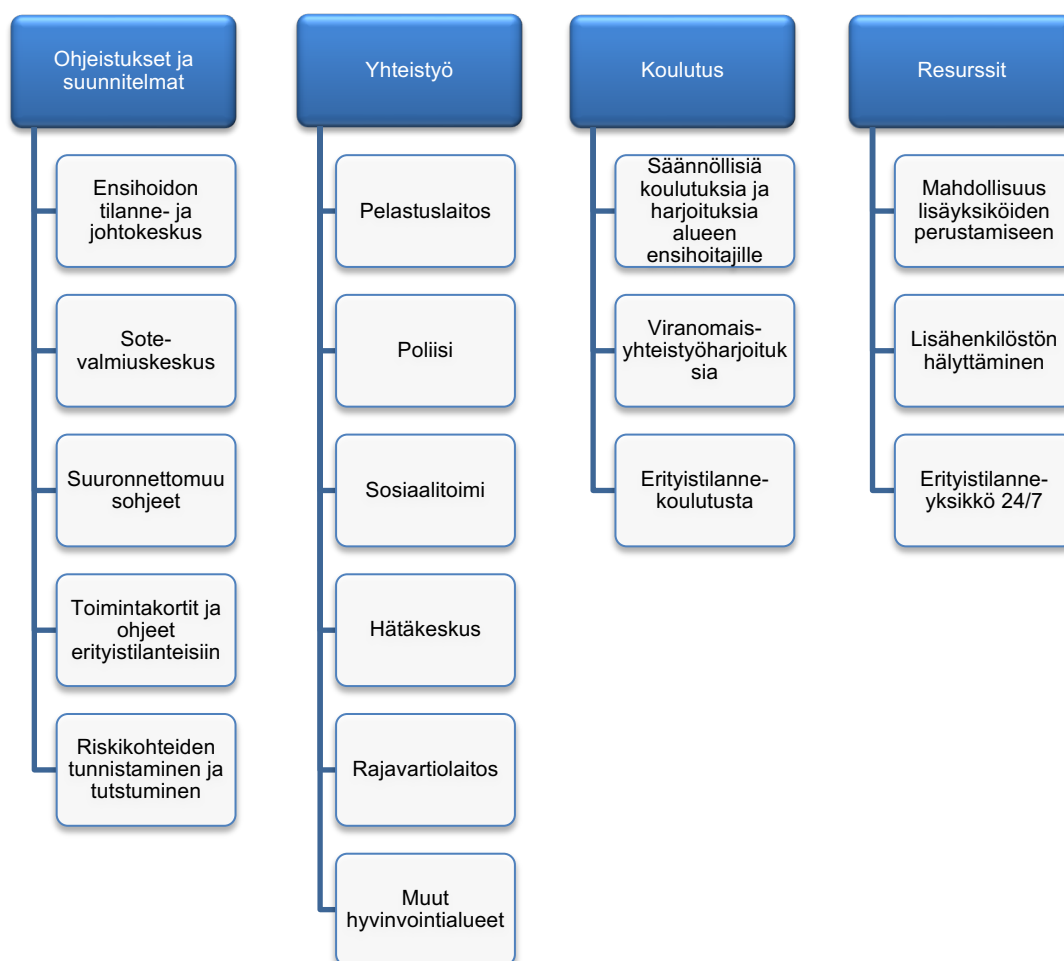 Ohjeistukset ja
suunnitelmat
Ensihoidon
tilanne- ja
johtokeskus
Sote-
valmiuskeskus
Suuronnettomuu
sohjeet
Toimintakortit ja
ohjeet
erityistilanteisiin
Riskikohteiden
tunnistaminen ja
tutstuminen
Yhteistyö
Pelastuslaitos
Poliisi
Sosiaalitoimi
Hätäkeskus
Rajavartiolaitos
Muut
hyvinvointialueet
Koulutus
Säännöllisiä
koulutuksia ja
harjoituksia
alueen
ensihoitajille
Viranomais-
yhteistyöharjoituk
sia
Erityistilanne-
koulutusta
Resurssit
Mahdollisuus
lisäyksiköiden
perustamiseen
Lisähenkilöstön
hälyttäminen
Erityistilanne-
yksikkö 24/7